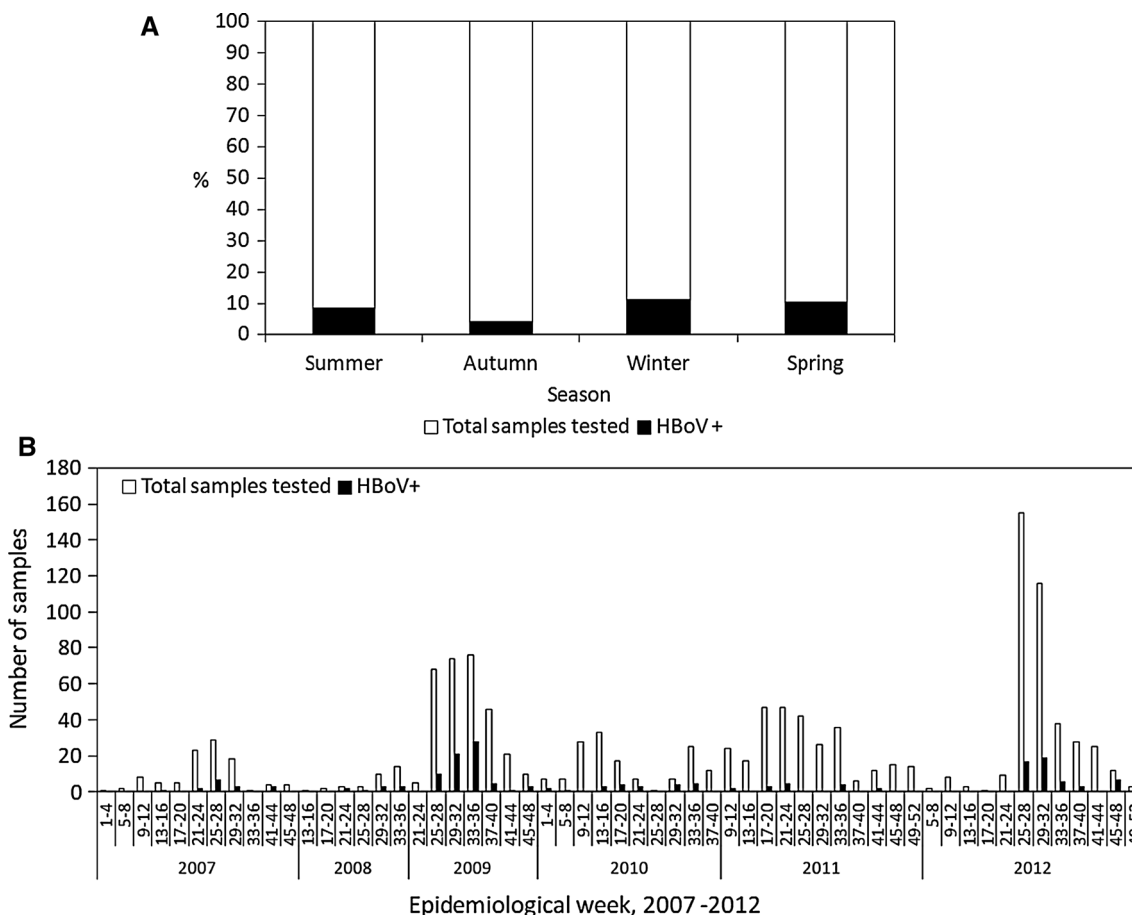 A
100
90
80
70
60
50
40
30
20
10
0
%
Summer Autumn Winter Spring
Season
Total samples tested HBoV +
B
180
160
140
120
100
80
60
40
20
0
Number of samples
Total samples tested HBoV+
1-4 5-8 9-12 13-16 17-20 21-24 25-28 29-32 33-36 41-44 45-48 13-16 17-20 21-24 25-28 29-32 33-36 21-24 25-28 29-32 33-36 37-40 41-44 45-48 1-4 5-8 9-12 13-16 17-20 21-24 25-28 29-32 33-36 37-40 9-12 13-16 17-20 21-24 25-28 29-32 33-36 37-40 41-44 45-48 49-52 5-8 9-12 13-16 17-20 21-24 25-28 29-32 33-36 37-40 41-44 45-48
2007 2008 2009 2010 2011 2012
Epidemiological week, 2007 -2012